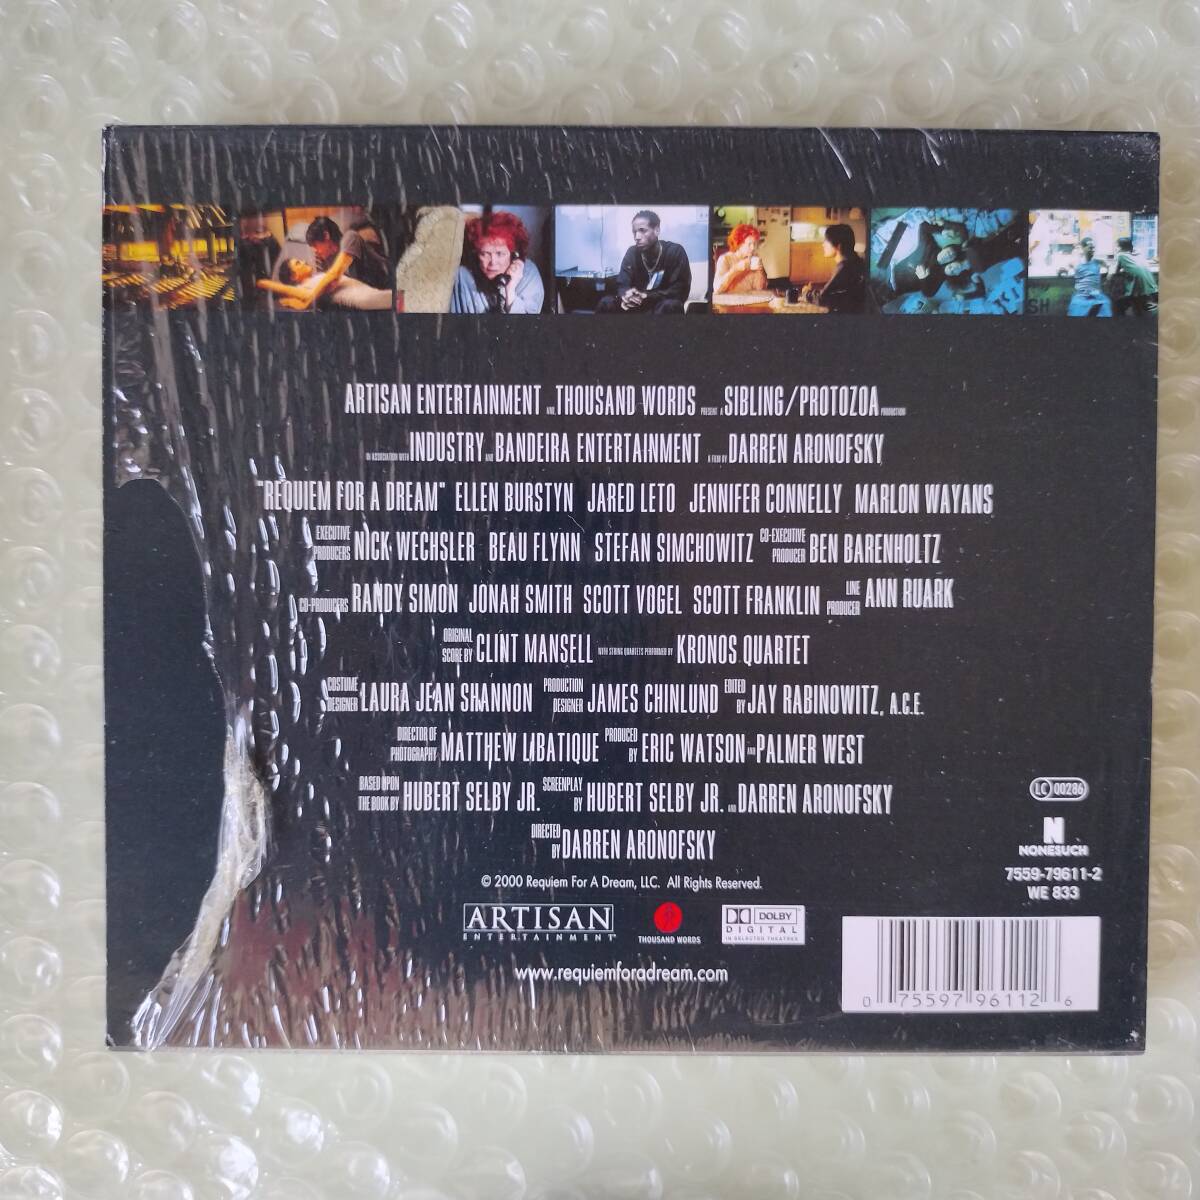 SH
ARTISAN ENTERTAINMENT AND THOUSAND WORDS PRESENT A SIBLING/PROTOZOA PRODUCTION
IN ASSOCIATION WITH INDUSTRY AND BANDEIRA ENTERTAINMENT A FILM BY DARREN ARONOFSKY
"REQUIEM FOR A DREAM" ELLEN BURSTYN JARED LETO JENNIFER CONNELLY MARLON WAYANS
EXECUTIVE PRODUCERS NICK WECHSLER BEAU FLYNN STEFAN SIMCHOWITZ CO-EXECUTIVE PRODUCER BEN BARENHOLTZ
CO-PRODUCERS RANDY SIMON JONAH SMITH SCOTT VOGEL SCOTT FRANKLIN LINE PRODUCER ANN RUARK
ORIGINAL SCORE BY CLINT MANSELL WITH STRING QUARTETS PERFORMED BY KRONOS QUARTET
COSTUME DESIGNER LAURA JEAN SHANNON PRODUCTION DESIGNER JAMES CHINLUND EDITED BY JAY RABINOWITZ, A.C.E.
DIRECTOR OF PHOTOGRAPHY MATTHEW LIBATIQUE PRODUCED BY ERIC WATSON AND PALMER WEST
BASED UPON THE BOOK BY HUBERT SELBY JR. SCREENPLAY BY HUBERT SELBY JR. AND DARREN ARONOFSKY
DIRECTED BY DARREN ARONOFSKY
© 2000 Requiem For A Dream, LLC. All Rights Reserved.
ARTISAN
ENTERTAINMENT
THOUSAND WORDS
DOLBY
DIGITAL
IN SELECTED THEATRES
www.requiemforadream.com
LC 00286
N
NONESUCH
7559-79611-2
WE 833
0 75597 96112 6